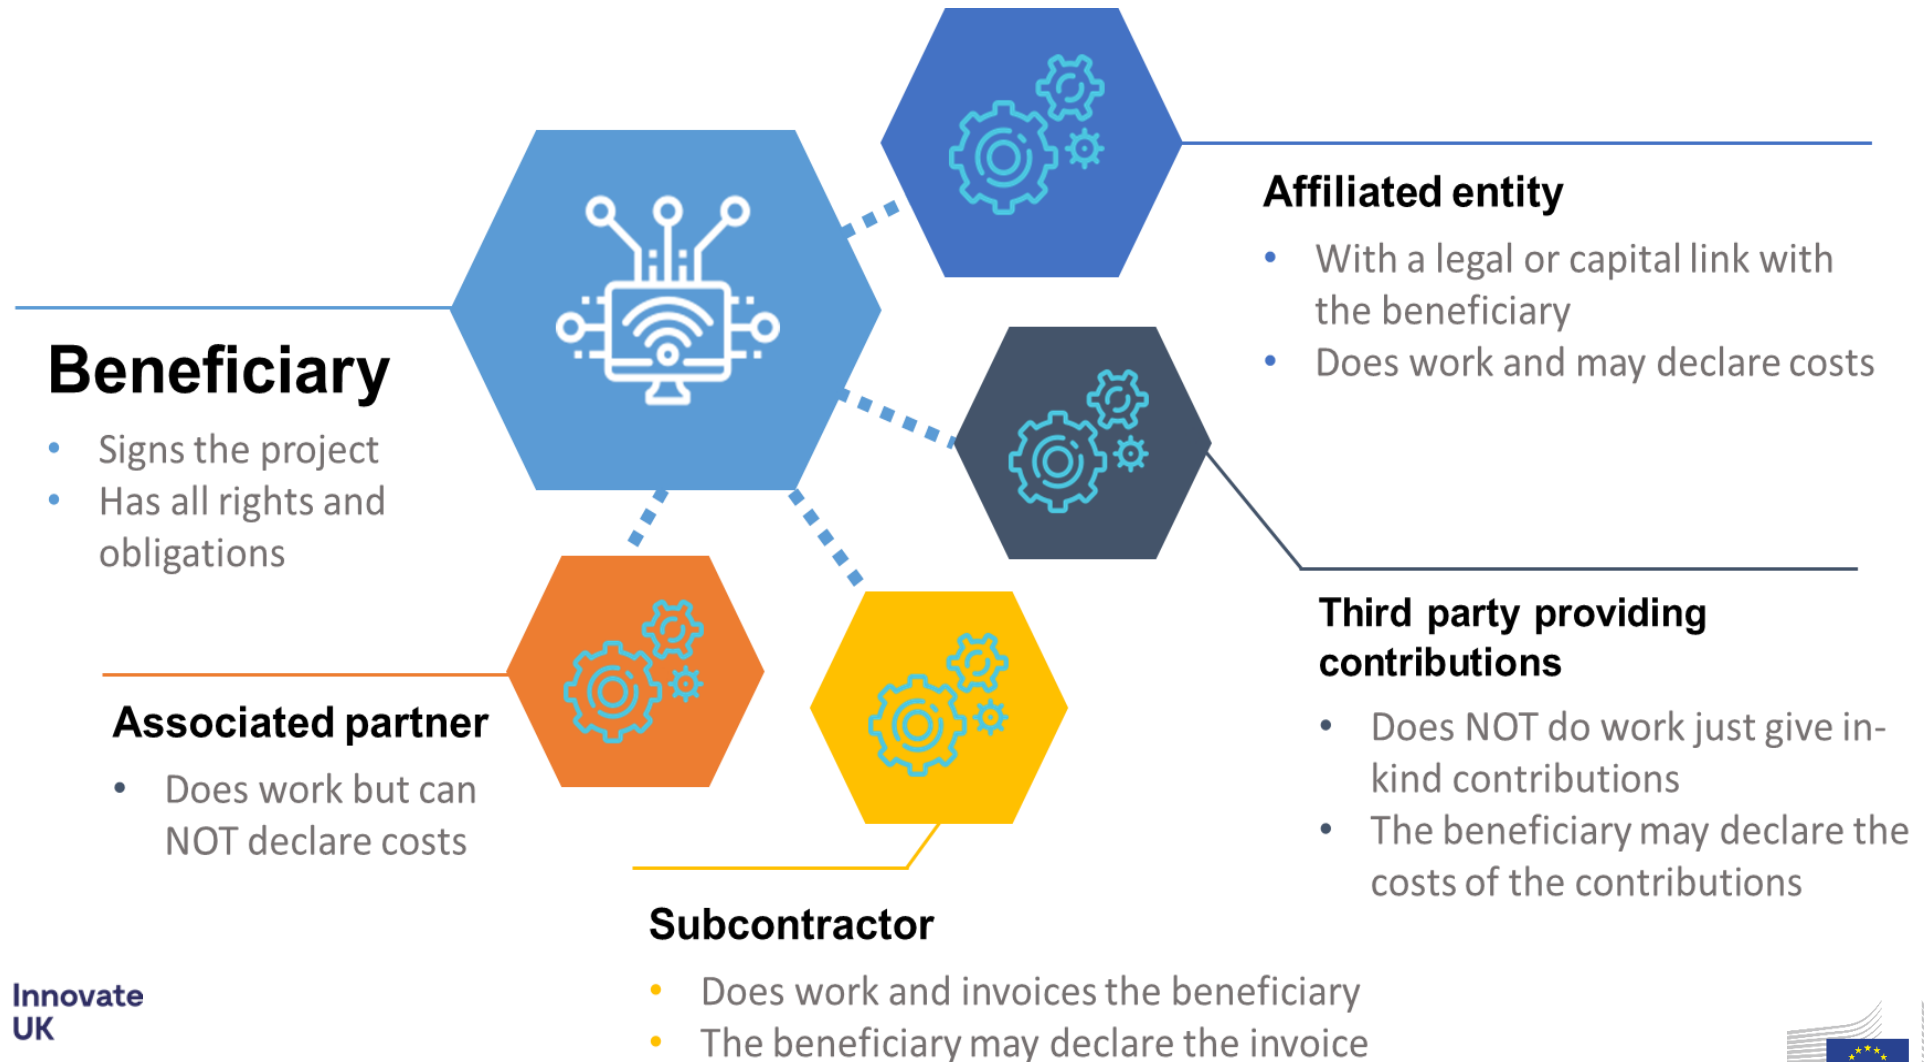 Affiliated entity
• With a legal or capital link with
the beneficiary
• Does work and may declare costs
Beneficiary
• Signs the project
• Has all rights and
obligations
Third party providing
contributions
• Does NOT do work just give in-
kind contributions
• The beneficiary may declare the
costs of the contributions
Associated partner
• Does work but can
NOT declare costs
Subcontractor
• Does work and invoices the beneficiary
• The beneficiary may declare the invoice
Innovate
UK